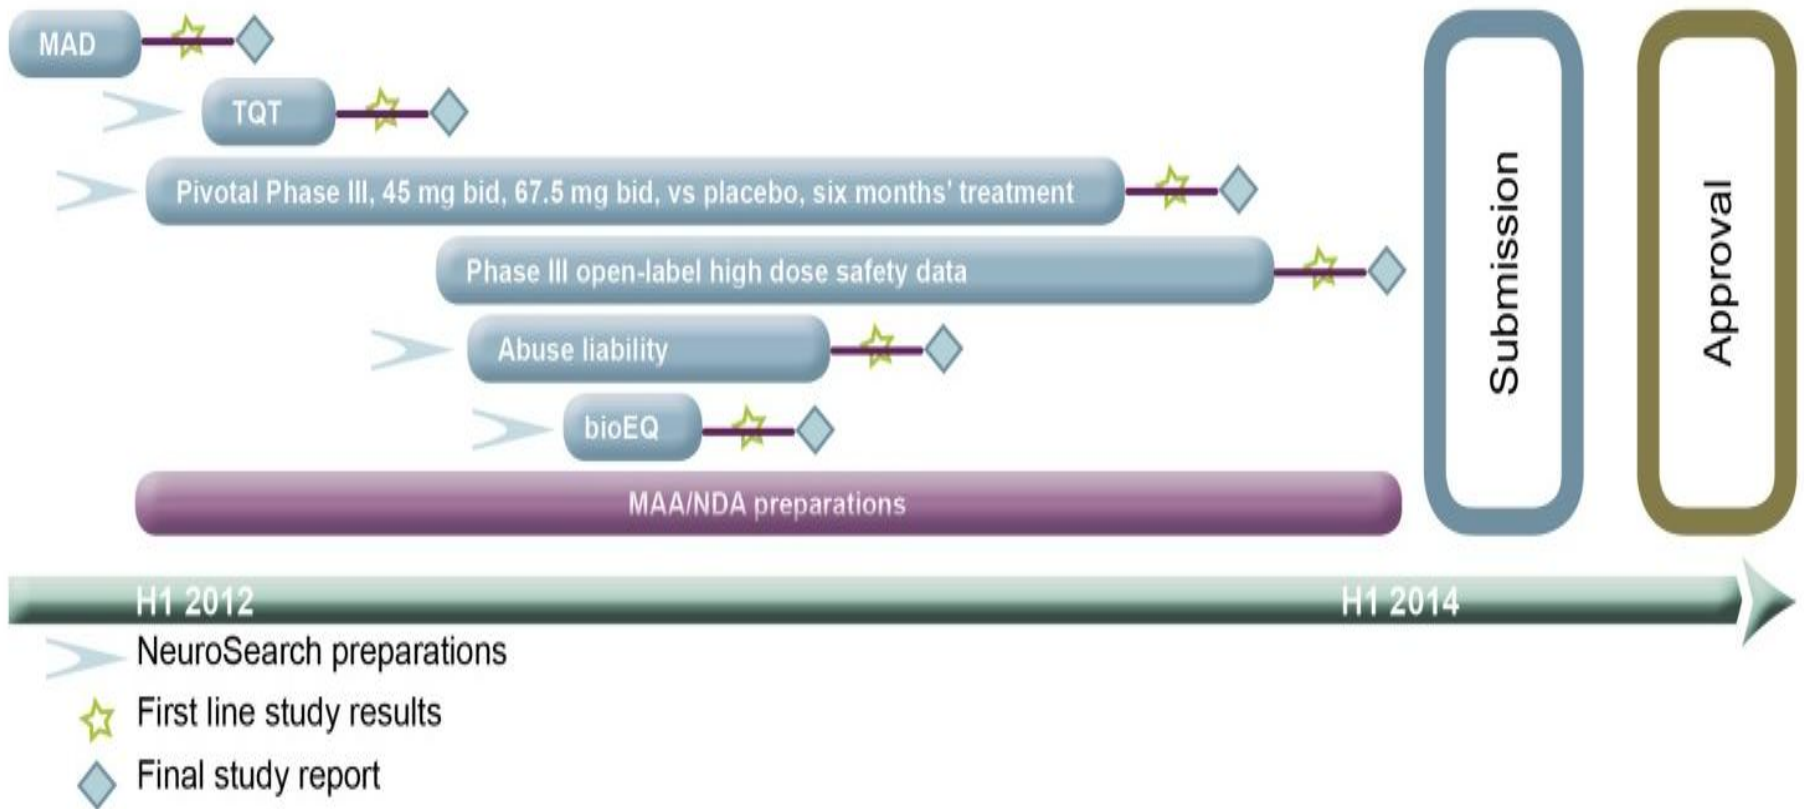 MAD
TQT
Pivotal Phase III, 45 mg bid, 67.5 mg bid, vs placebo, six months' treatment
Phase III open-label high dose safety data
Abuse liability
bioEQ
MAA/NDA preparations
Submission
Approval
H1 2012
H1 2014
NeuroSearch preparations
First line study results
Final study report